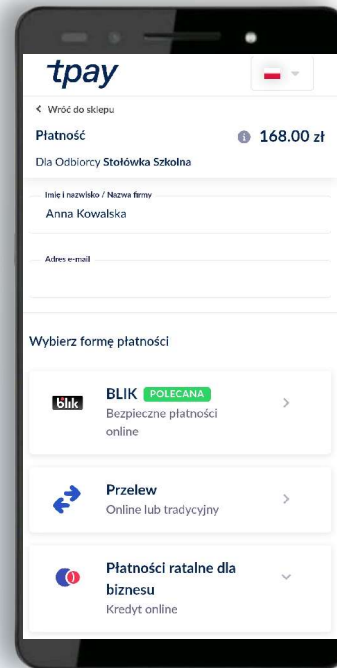 tpay
Wróć do sklepu
Płatność 168.00 zł
Dla Odbiorcy Stołówka Szkolna
Imię i nazwisko / Nazwa firmy
Anna Kowalska
Adres e-mail
Wybierz formę płatności
blik BLIK POLECANA
Bezpieczne płatności
online
Przelew
Online lub tradycyjny
Płatności ratalne dla
biznesu
Kredyt online